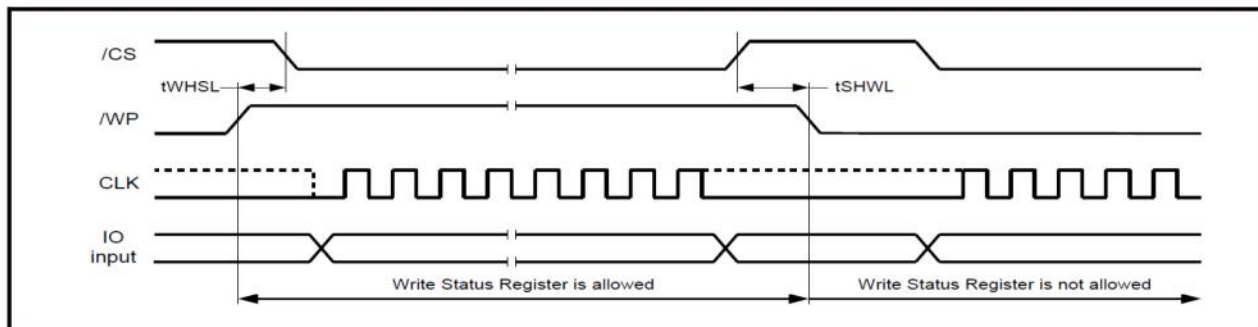 /CS
tWHSL
tSHWL
/WP
CLK
IO
input
Write Status Register is allowed
Write Status Register is not allowed